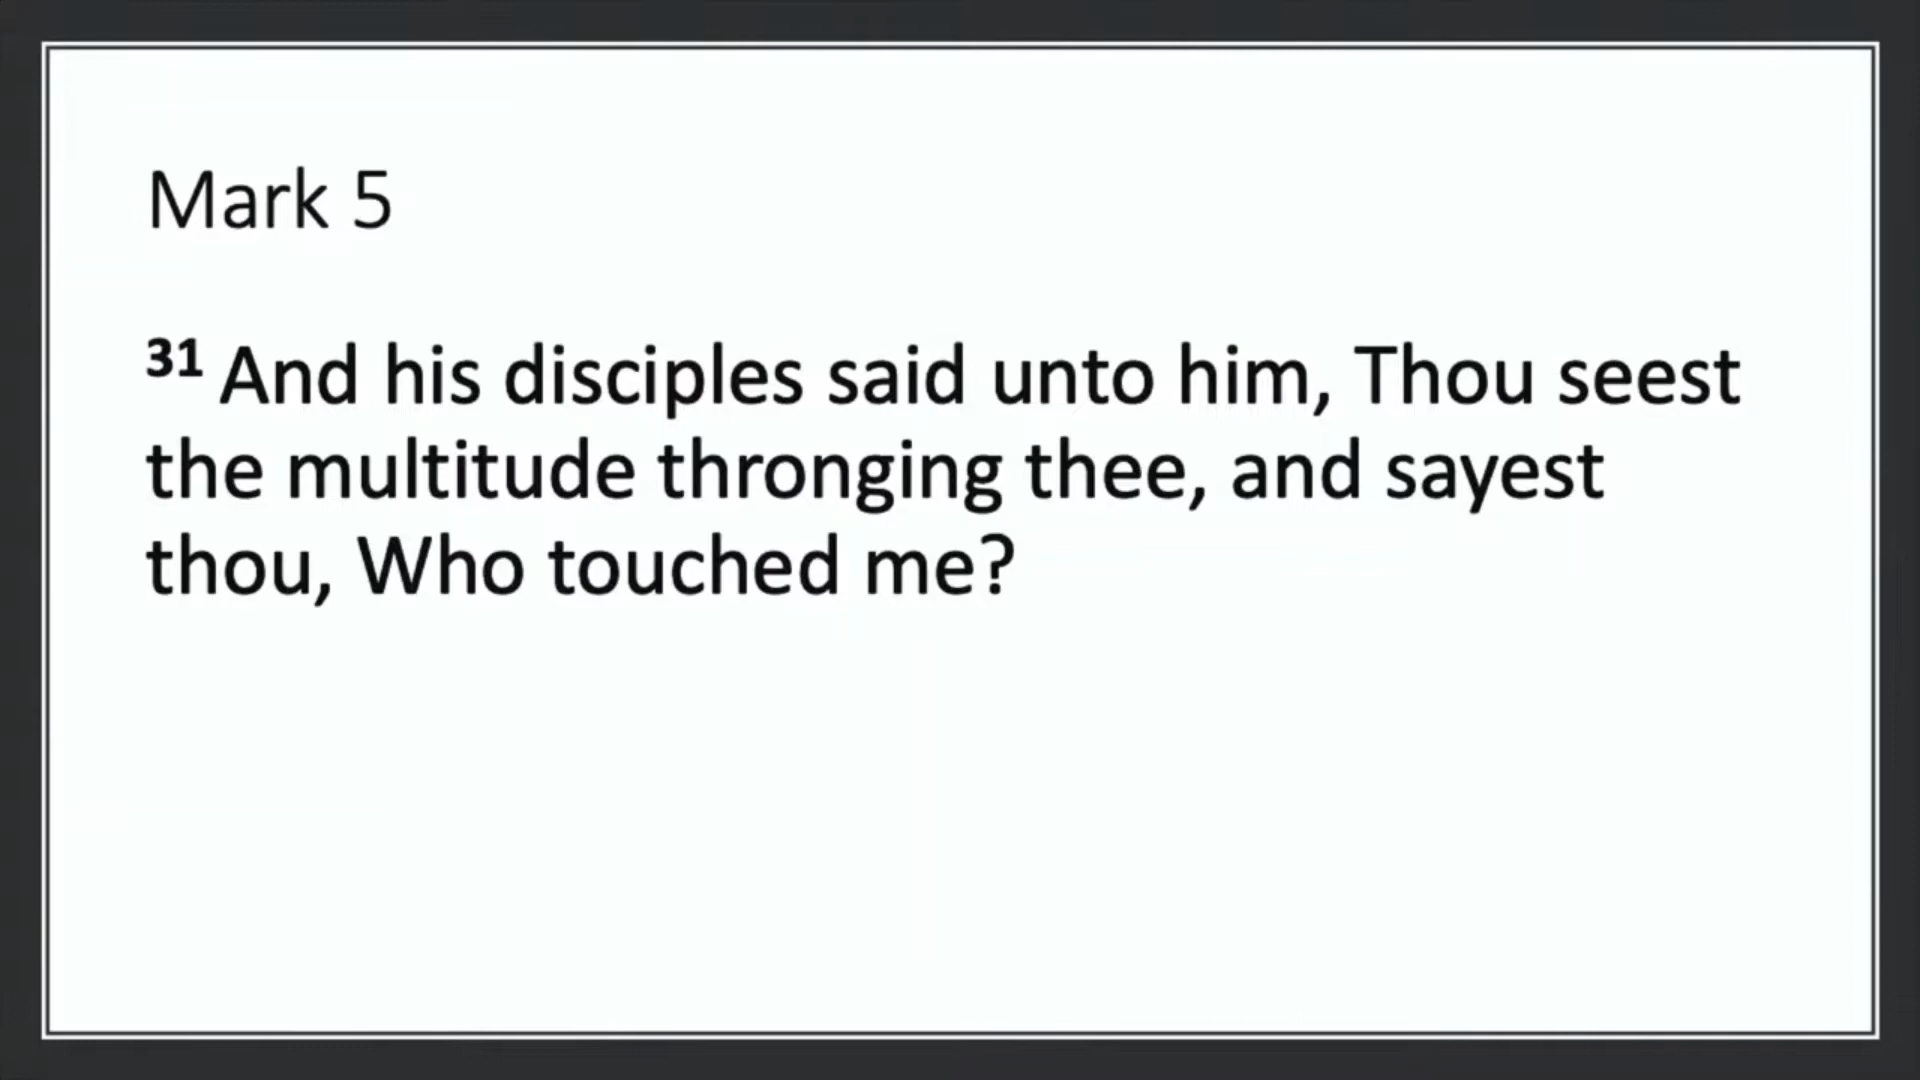 Mark 5
31 And his disciples said unto him, Thou seest
the multitude thronging thee, and sayest
thou, Who touched me?